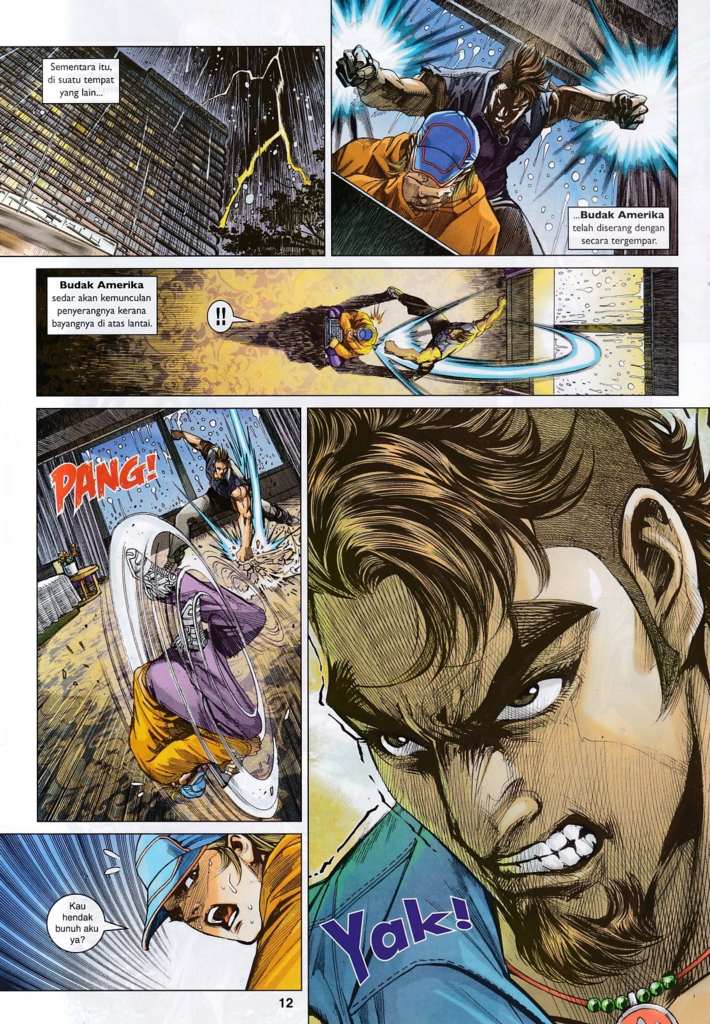 Sementara itu,
di suatu tempat
yang lain...
...Budak Amerika
telah diserang dengan
secara tergempar.
Budak Amerika
sedar akan kemunculan
penyerangnya kerana
bayangnya di atas lantai.
!!
PANG!
Yak!
Kau
hendak
bunuh aku
ya?
12